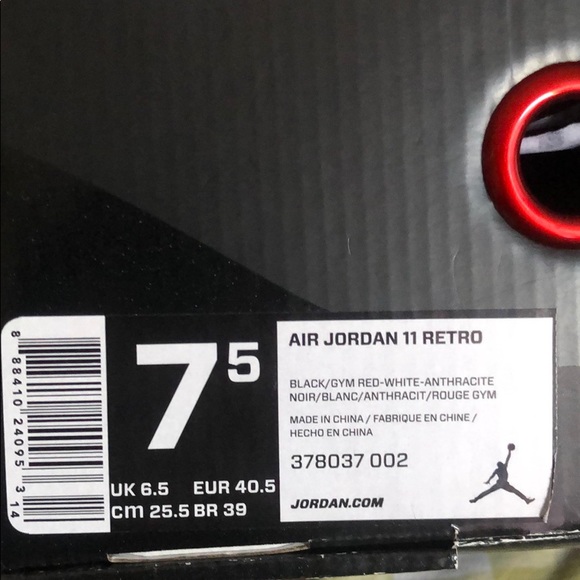 8 88410 24095 3 14
7 5
UK 6.5 EUR 40.5
cm 25.5 BR 39
AIR JORDAN 11 RETRO
BLACK/GYM RED-WHITE-ANTHRACITE
NOIR/BLANC/ANTHRACIT/ROUGE GYM
MADE IN CHINA / FABRIQUE EN CHINE /
HECHO EN CHINA
378037 002
JORDAN.COM